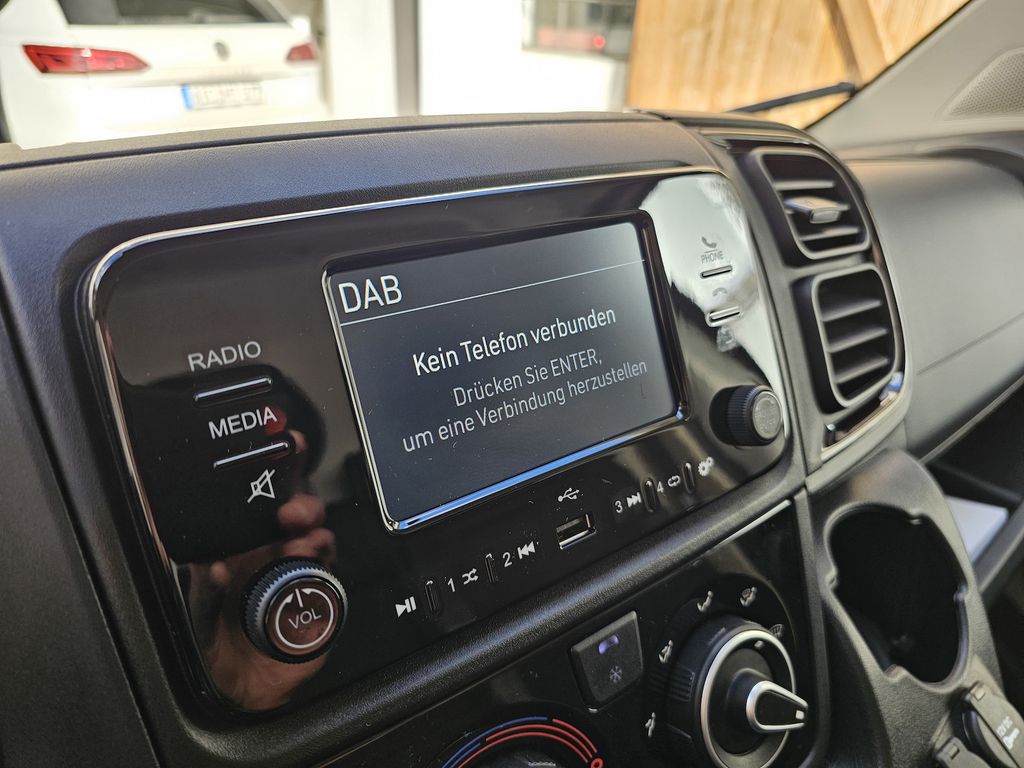 DAB
Kein Telefon verbunden
Drücken Sie ENTER,
um eine Verbindung herzustellen
RADIO
MEDIA
PHONE
VOL
1
2
3
4